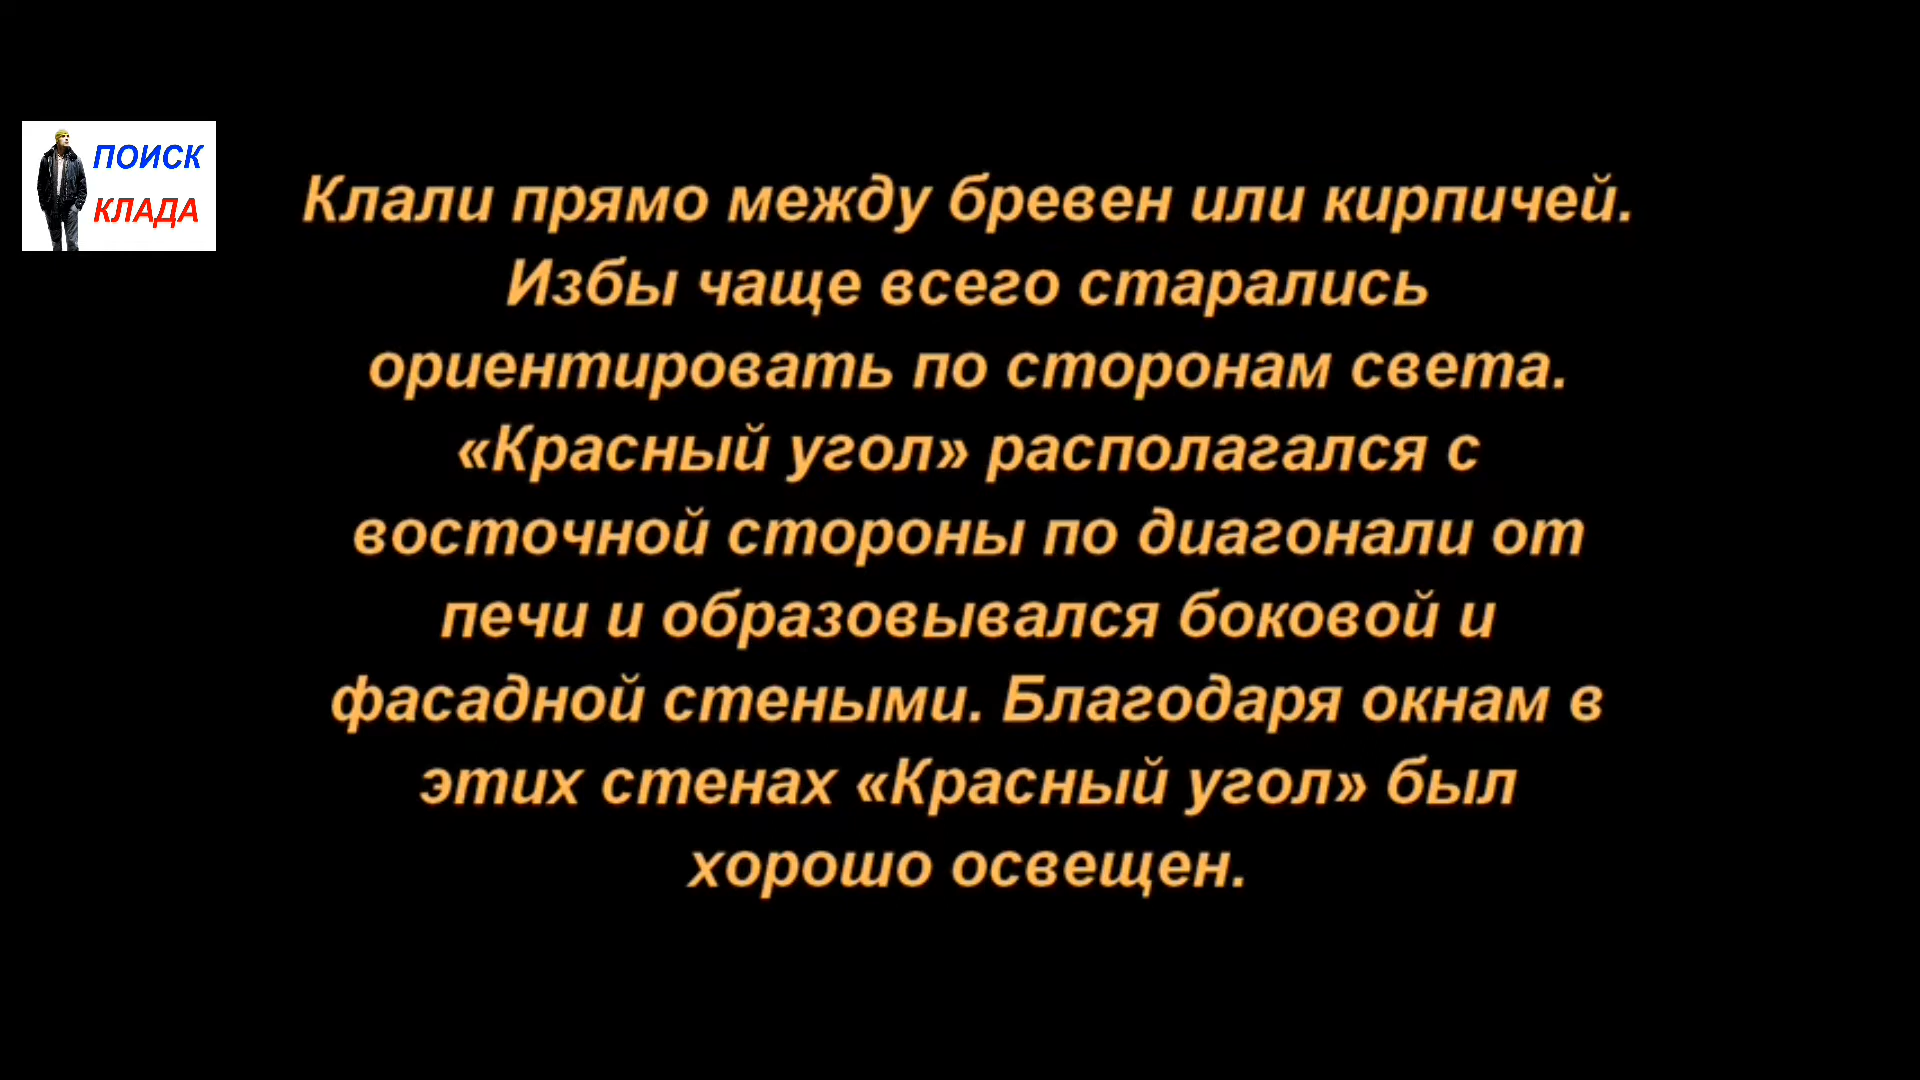 ПОИСК
КЛАДА
Клали прямо между бревен или кирпичей.
Избы чаще всего старались
ориентировать по сторонам света.
«Красный угол» располагался с
восточной стороны по диагонали от
печи и образовывался боковой и
фасадной стеными. Благодаря окнам в
этих стенах «Красный угол» был
хорошо освещен.